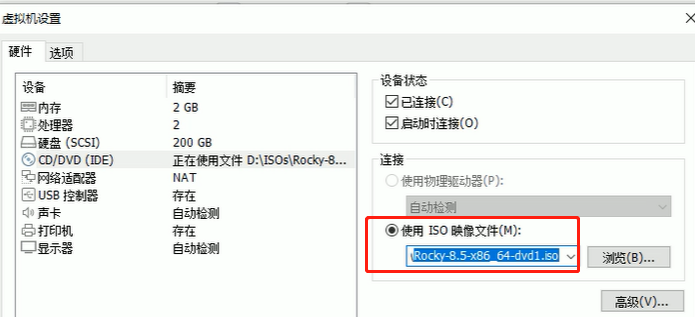 虚拟机设置
硬件 选项
设备 摘要
内存 2 GB
处理器 2
硬盘 (SCSI) 200 GB
CD/DVD (IDE) 正在使用文件 D:\ISOs\Rocky-8...
网络适配器 NAT
USB 控制器 存在
声卡 自动检测
打印机 存在
显示器 自动检测
设备状态
已连接(C)
启动时连接(O)
连接
使用物理驱动器(P):
自动检测
使用 ISO 映像文件(M):
\Rocky-8.5-x86_64-dvd1.iso 浏览(B)...
高级(V)...